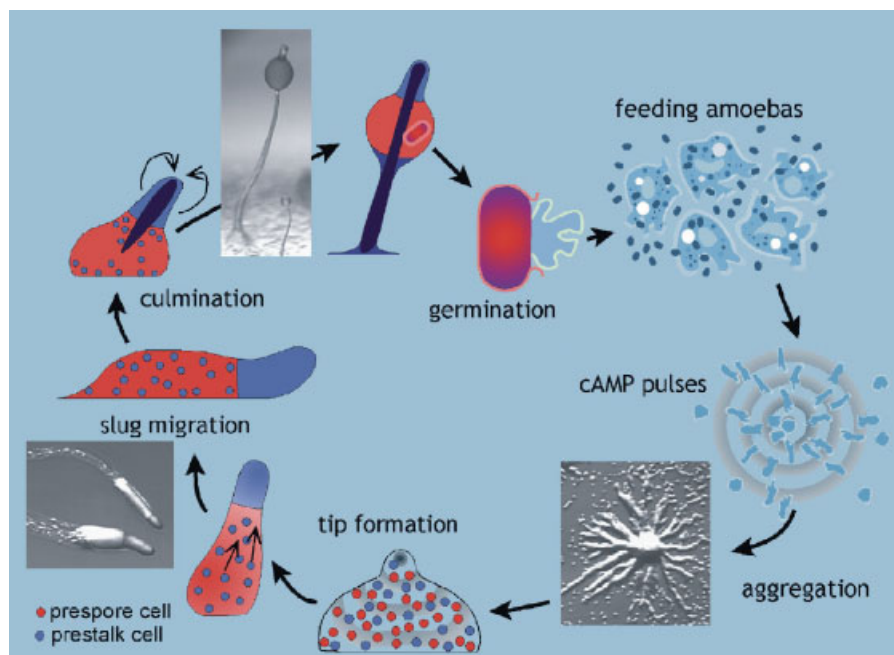 feeding amoebas
culmination
germination
cAMP pulses
slug migration
tip formation
aggregation
prespore cell
prestalk cell